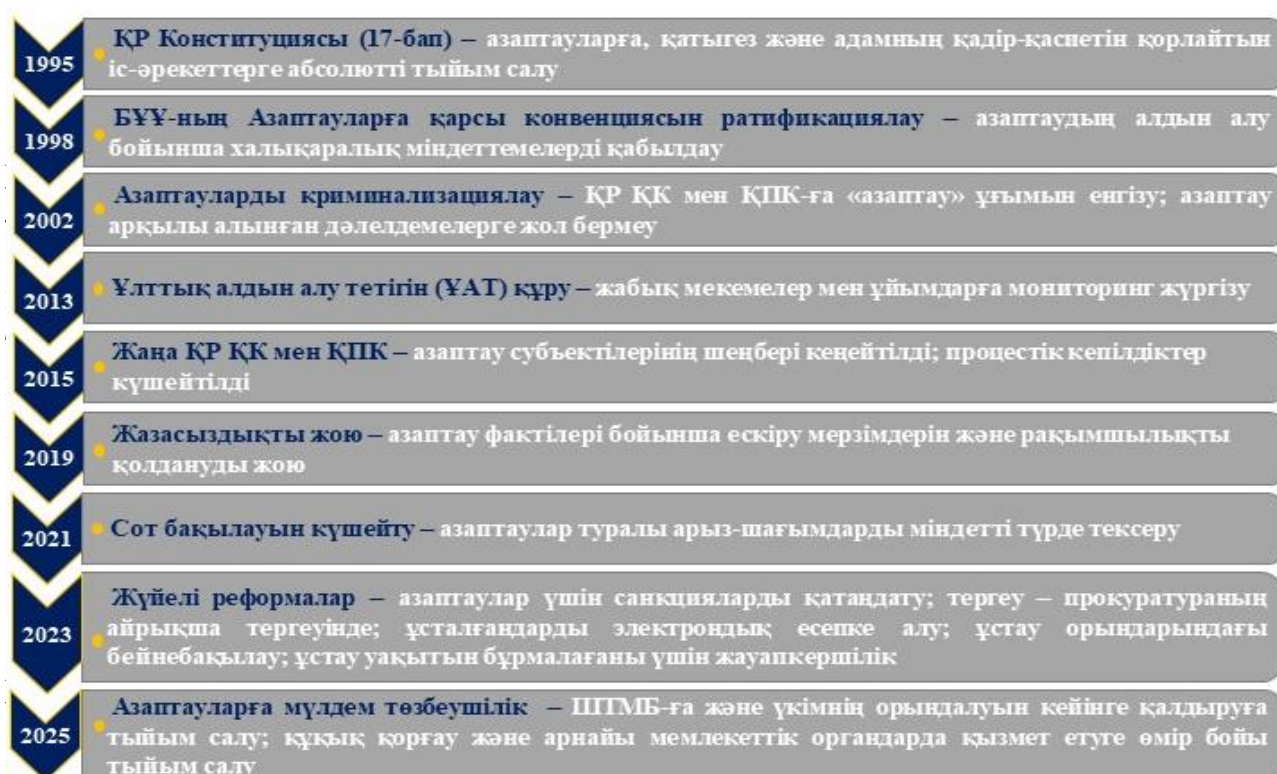 1995
ҚР Конституциясы (17-бап) – азаптауларға, қатыгез және адамның қадір-қасиетін қорлайтын
іс-әрекеттерге абсолютті тыйым салу
1998
БҰҰ-ның Азаптауларға қарсы конвенциясын ратификациялау – азаптаудың алдын алу
бойынша халықаралық міндеттемелерді қабылдау
2002
Азаптауларды криминализациялау – ҚР ҚК мен ҚПК-ға «азаптау» ұғымын енгізу; азаптау
арқылы алынған дәлелдемелерге жол бермеу
2013
Ұлттық алдын алу тетігін (ҰАТ) құру – жабық мекемелер мен ұйымдарға мониторинг жүргізу
2015
Жаңа ҚР ҚК мен ҚПК – азаптау субъектілерінің шеңбері кеңейтілді; процестік кепілдіктер
күшейтілді
2019
Жазасыздықты жою – азаптау фактілері бойынша ескіру мерзімдерін және рақымшылықты
қолдануды жою
2021
Сот бақылауын күшейту – азаптаулар туралы арыз-шағымдарды міндетті түрде тексеру
2023
Жүйелі реформалар – азаптаулар үшін санкцияларды қатаңдату; тергеу – прокуратураның
айрықша тергеуінде; ұсталғандарды электрондық есепке алу; ұстау орындарындағы
бейнебақылау; ұстау уақытын бұрмалағаны үшін жауапкершілік
2025
Азаптауларға мүлдем төзбеушілік – ШТМБ-ға және үкімнің орындалуын кейінге қалдыруға
тыйым салу; құқық қорғау және арнайы мемлекеттік органдарда қызмет етуге өмір бойы
тыйым салу